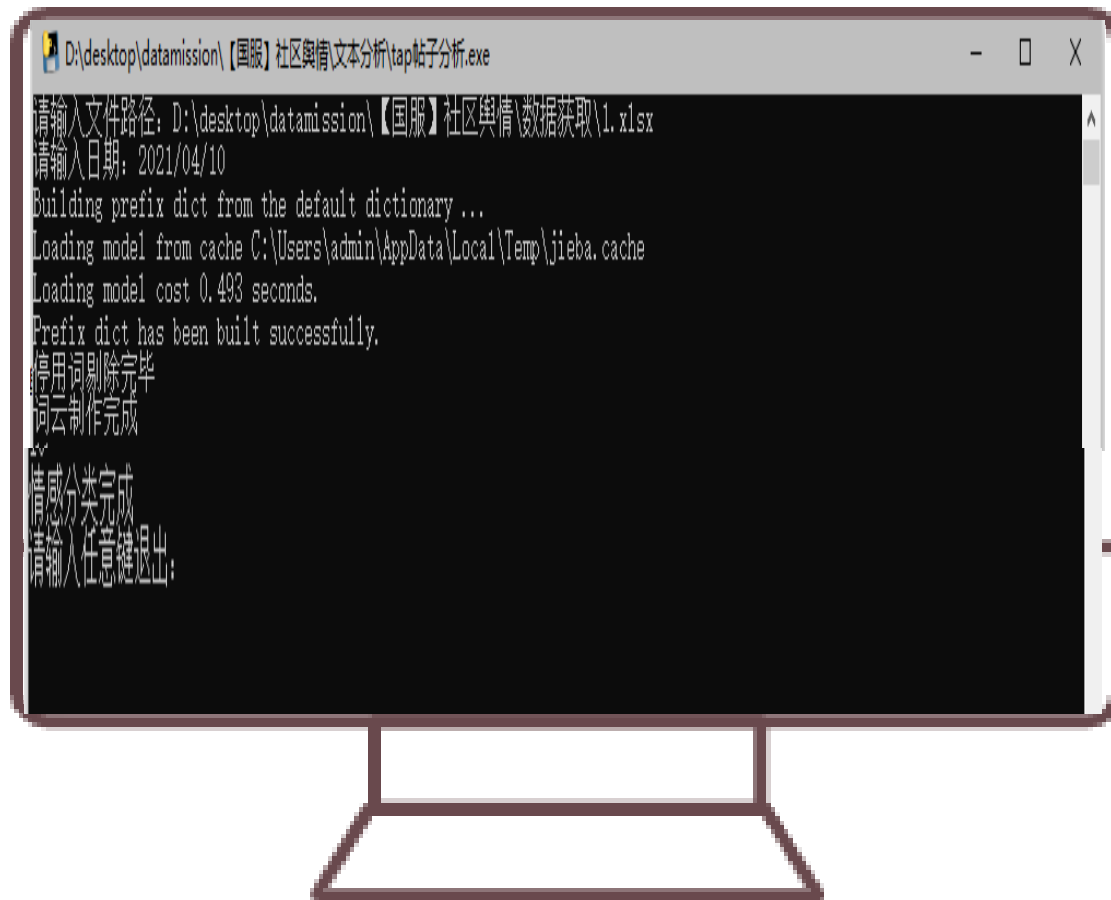 D:\desktop\datamission\【国服】社区舆情\文本分析\tap帖子分析.exe
请输入文件路径: D:\desktop\datamission\【国服】社区舆情\数据获取\1.xlsx
请输入日期: 2021/04/10
Building prefix dict from the default dictionary ...
Loading model from cache C:\Users\admin\AppData\Local\Temp\jieba.cache
Loading model cost 0.493 seconds.
Prefix dict has been built successfully.
停用词剔除完毕
词云制作完成
情感分类完成
请输入任意键退出: